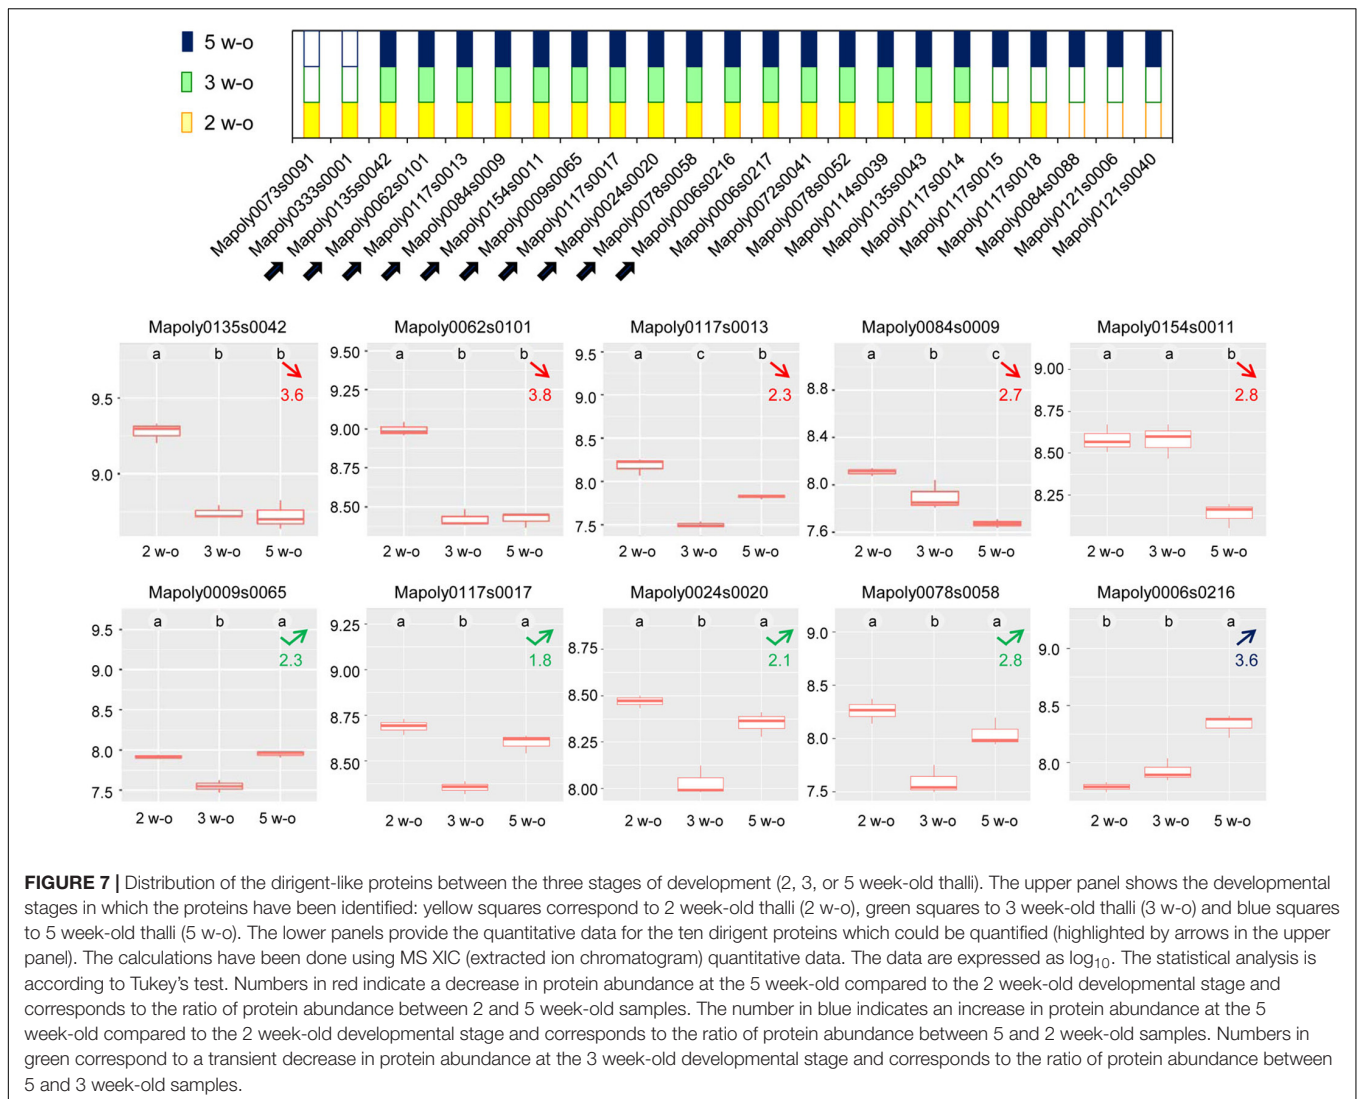 5 w-o
3 w-o
2 w-o
Mapoly0073s0091
Mapoly0333s0001
Mapoly0135s0042
Mapoly0062s0101
Mapoly0117s0013
Mapoly0084s0009
Mapoly0154s0011
Mapoly0009s0065
Mapoly0117s0017
Mapoly0024s0020
Mapoly0078s0058
Mapoly0006s0216
Mapoly0006s0217
Mapoly0072s0041
Mapoly0078s0052
Mapoly0114s0039
Mapoly0135s0043
Mapoly0117s0014
Mapoly0117s0015
Mapoly0117s0018
Mapoly0084s0088
Mapoly0121s0006
Mapoly0121s0040
Mapoly0135s0042
a b b
3.6
9.5
9.0
2 w-o 3 w-o 5 w-o
Mapoly0062s0101
a b b
3.8
9.50
9.25
9.00
8.75
8.50
2 w-o 3 w-o 5 w-o
Mapoly0117s0013
a c b
2.3
9.5
9.0
8.5
8.0
7.5
2 w-o 3 w-o 5 w-o
Mapoly0084s0009
a b c
2.7
8.8
8.4
8.0
7.6
2 w-o 3 w-o 5 w-o
Mapoly0154s0011
a a b
2.8
9.00
8.75
8.50
8.25
2 w-o 3 w-o 5 w-o
Mapoly0009s0065
a b a
2.3
9.5
9.0
8.5
8.0
7.5
2 w-o 3 w-o 5 w-o
Mapoly0117s0017
a b a
1.8
9.25
9.00
8.75
8.50
2 w-o 3 w-o 5 w-o
Mapoly0024s0020
a b a
2.1
8.75
8.50
8.25
8.00
2 w-o 3 w-o 5 w-o
Mapoly0078s0058
a b a
2.8
9.0
8.5
8.0
7.5
2 w-o 3 w-o 5 w-o
Mapoly0006s0216
b b a
3.6
9.0
8.5
8.0
2 w-o 3 w-o 5 w-o
FIGURE 7 | Distribution of the dirigent-like proteins between the three stages of development (2, 3, or 5 week-old thalli). The upper panel shows the developmental
stages in which the proteins have been identified: yellow squares correspond to 2 week-old thalli (2 w-o), green squares to 3 week-old thalli (3 w-o) and blue squares
to 5 week-old thalli (5 w-o). The lower panels provide the quantitative data for the ten dirigent proteins which could be quantified (highlighted by arrows in the upper
panel). The calculations have been done using MS XIC (extracted ion chromatogram) quantitative data. The data are expressed as log10. The statistical analysis is
according to Tukey's test. Numbers in red indicate a decrease in protein abundance at the 5 week-old compared to the 2 week-old developmental stage and
corresponds to the ratio of protein abundance between 2 and 5 week-old samples. The number in blue indicates an increase in protein abundance at the 5
week-old compared to the 2 week-old developmental stage and corresponds to the ratio of protein abundance between 5 and 2 week-old samples. Numbers in
green correspond to a transient decrease in protein abundance at the 3 week-old developmental stage and corresponds to the ratio of protein abundance between
5 and 3 week-old samples.